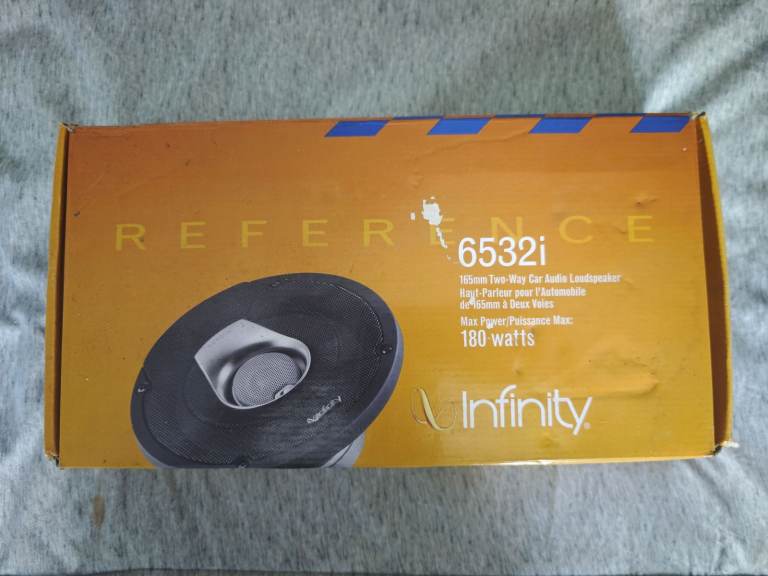 REFERENCE
6532i
165mm Two-Way Car Audio Loudspeaker
Haut-Parleur pour l'Automobile
de 165mm à Deux Voies
Max Power/Puissance Max:
180 watts
Infinity
Infinity®